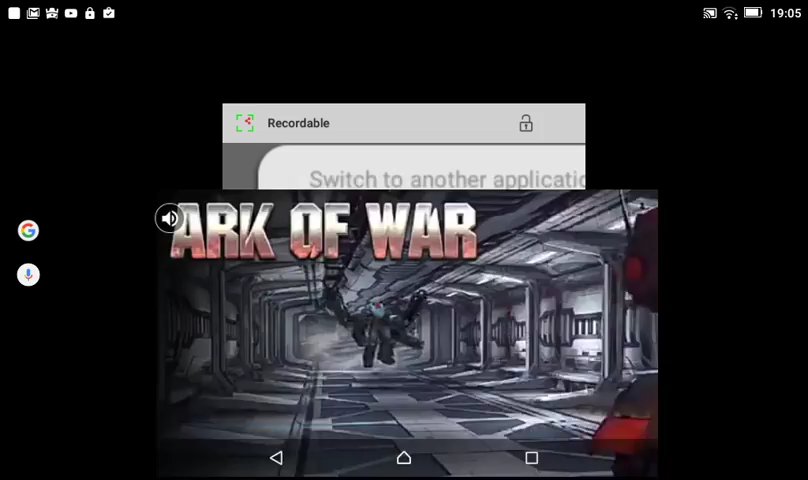 19:05
Recordable
Switch to another applicatio
ARK OF WAR
G